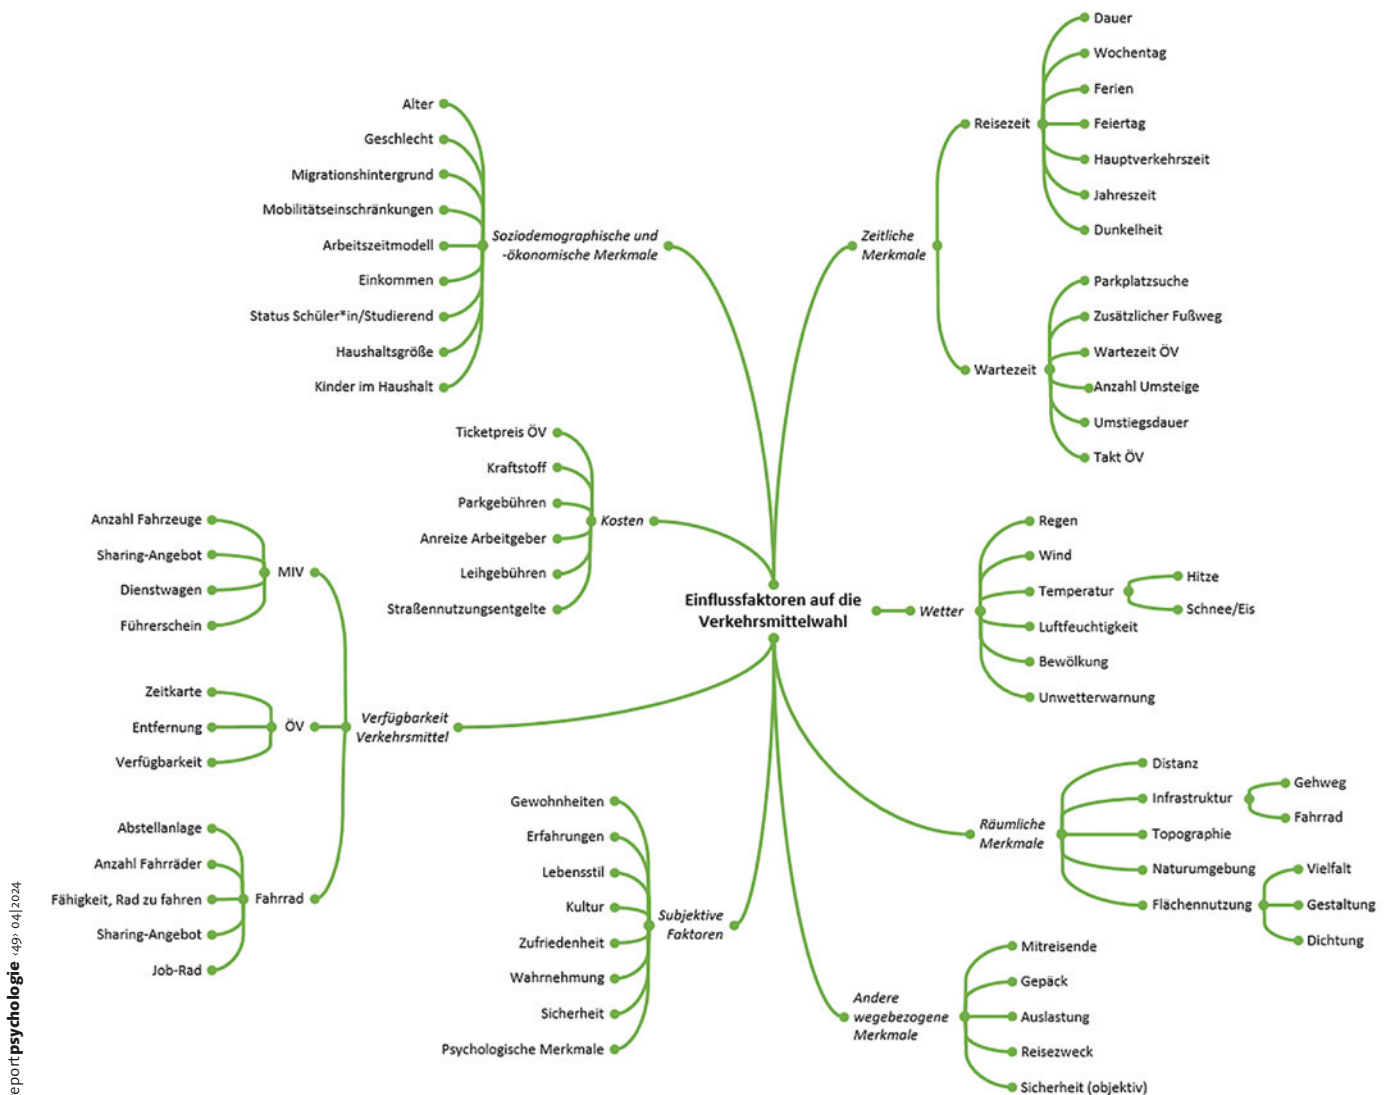 Einflussfaktoren auf die
Verkehrsmittelwahl
Soziodemographische und
-ökonomische Merkmale
Alter
Geschlecht
Migrationshintergrund
Mobilitätseinschränkungen
Arbeitszeitmodell
Einkommen
Status Schüler*in/Studierend
Haushaltsgröße
Kinder im Haushalt
Kosten
Ticketpreis ÖV
Kraftstoff
Parkgebühren
Anreize Arbeitgeber
Leihgebühren
Straßennutzungsentgelte
Verfügbarkeit
Verkehrsmittel
MIV
Anzahl Fahrzeuge
Sharing-Angebot
Dienstwagen
Führerschein
ÖV
Zeitkarte
Entfernung
Verfügbarkeit
Fahrrad
Abstellanlage
Anzahl Fahrräder
Fähigkeit, Rad zu fahren
Sharing-Angebot
Job-Rad
Subjektive
Faktoren
Gewohnheiten
Erfahrungen
Lebensstil
Kultur
Zufriedenheit
Wahrnehmung
Sicherheit
Psychologische Merkmale
Zeitliche
Merkmale
Reisezeit
Dauer
Wochentag
Ferien
Feiertag
Hauptverkehrszeit
Jahreszeit
Dunkelheit
Wartezeit
Parkplatzsuche
Zusätzlicher Fußweg
Wartezeit ÖV
Anzahl Umsteige
Umstiegsdauer
Takt ÖV
Wetter
Regen
Wind
Temperatur
Hitze
Schnee/Eis
Luftfeuchtigkeit
Bewölkung
Unwetterwarnung
Räumliche
Merkmale
Distanz
Infrastruktur
Gehweg
Fahrrad
Topographie
Naturumgebung
Flächennutzung
Vielfalt
Gestaltung
Dichtung
Andere
wegebezogene
Merkmale
Mitreisende
Gepäck
Auslastung
Reisezweck
Sicherheit (objektiv)
eportpsychologie ‹49› 04|2024